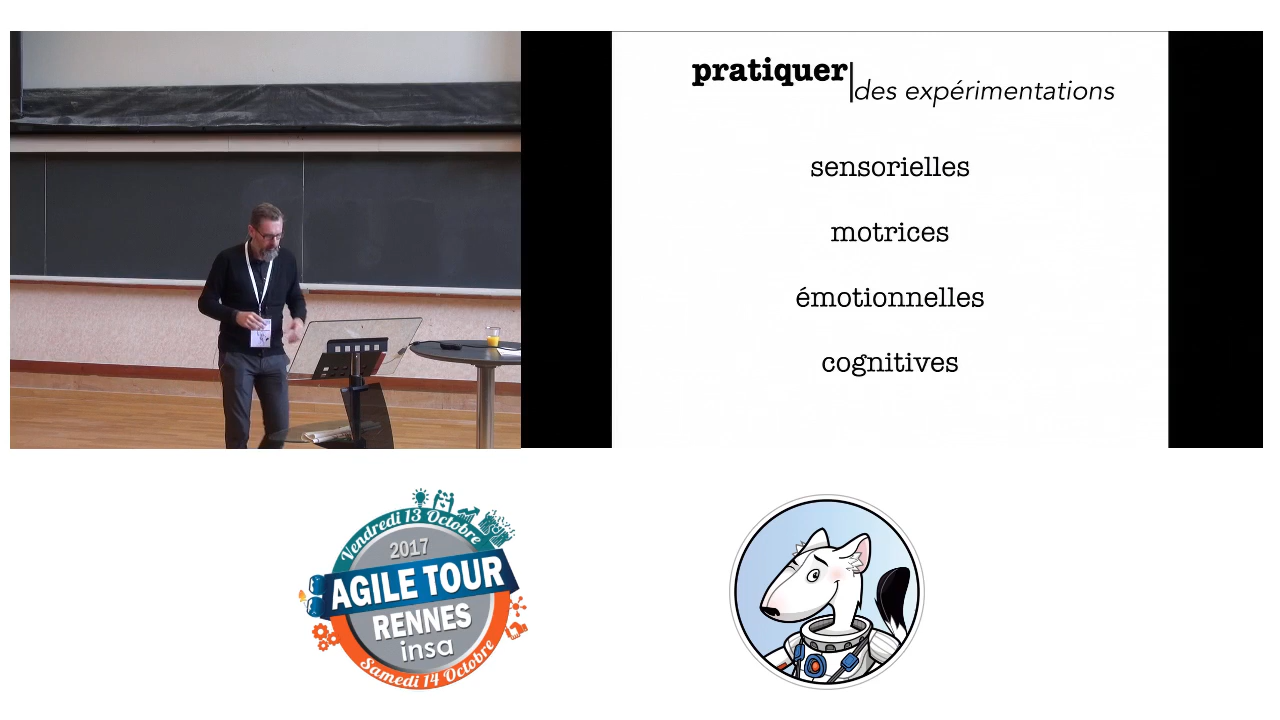 pratiquer
des expérimentations
sensorielles
motrices
émotionnelles
cognitives
Vendredi 13 Octobre
2017
AGILE TOUR
RENNES
insa
Samedi 14 Octobre